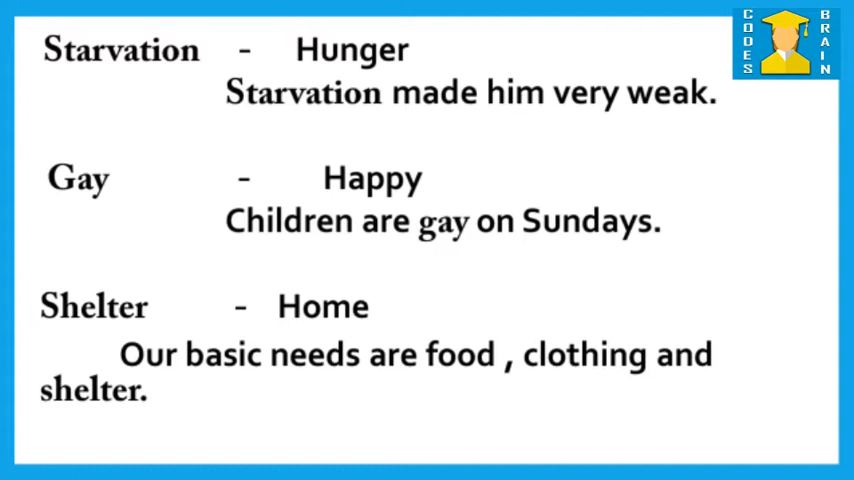 Starvation - Hunger
Starvation made him very weak.
Gay - Happy
Children are gay on Sundays.
Shelter - Home
Our basic needs are food , clothing and
shelter.
CODES
BRAIN